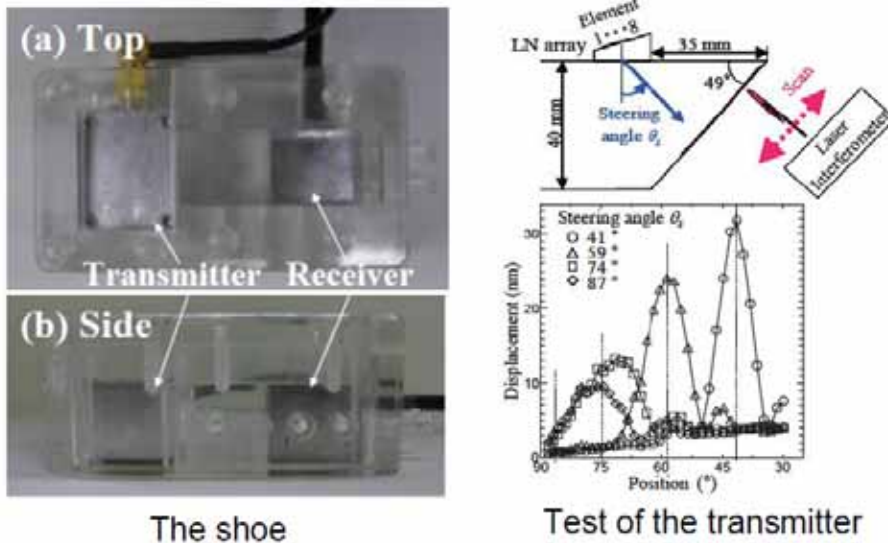 (a) Top
Transmitter Receiver
(b) Side
The shoe
Element
1•••8
LN array
35 mm
49°
40 mm
Steering
angle θs
Scan
Laser
Interferometer
Steering angle θs
41 °
59 °
74 °
87 °
Displacement (nm)
30
20
10
0
90 75 60 45 30
Position (°)
Test of the transmitter